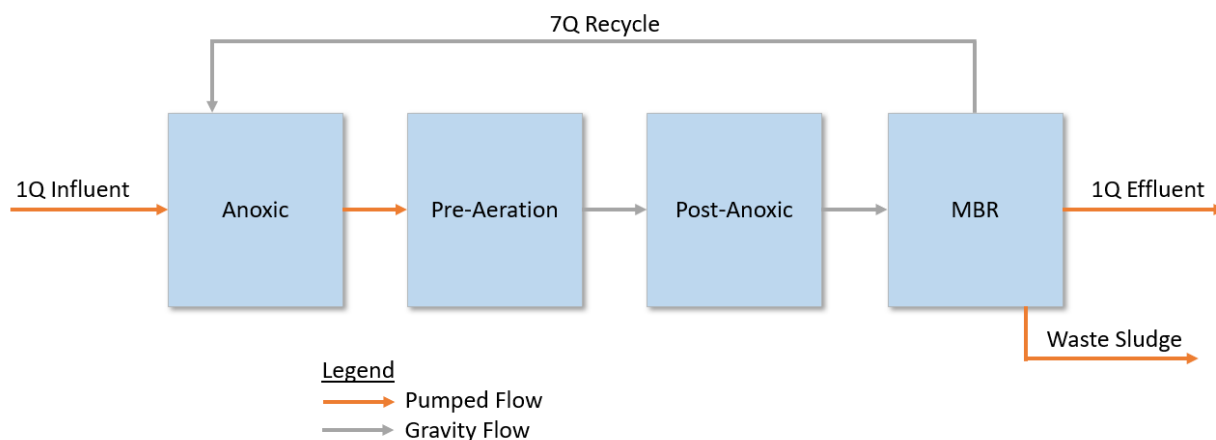 7Q Recycle
1Q Influent
Anoxic
Pre-Aeration
Post-Anoxic
MBR
1Q Effluent
Waste Sludge
Legend
Pumped Flow
Gravity Flow